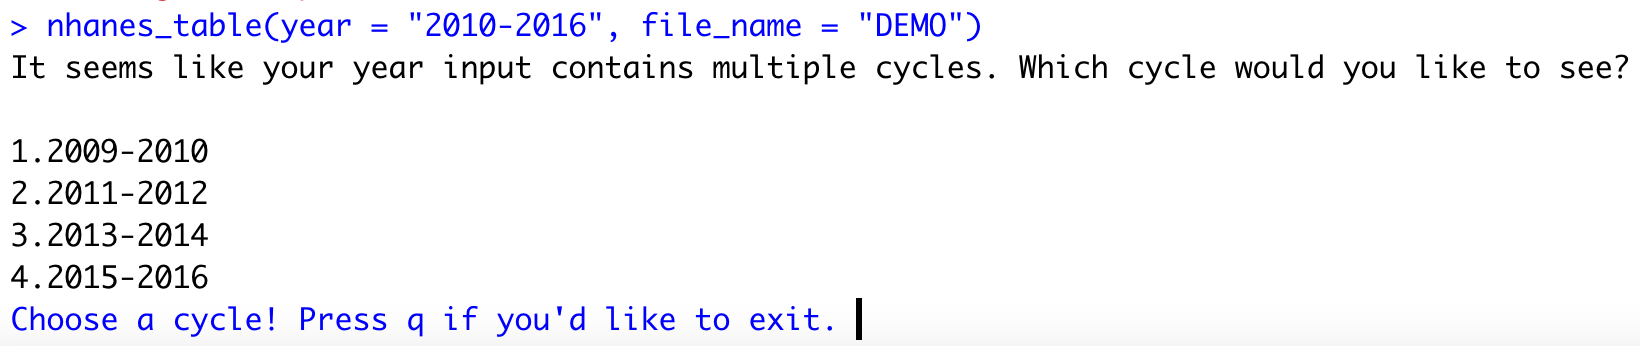 > nhanes_table(year = "2010-2016", file_name = "DEMO")
It seems like your year input contains multiple cycles. Which cycle would you like to see?
1.2009-2010
2.2011-2012
3.2013-2014
4.2015-2016
Choose a cycle! Press q if you'd like to exit.